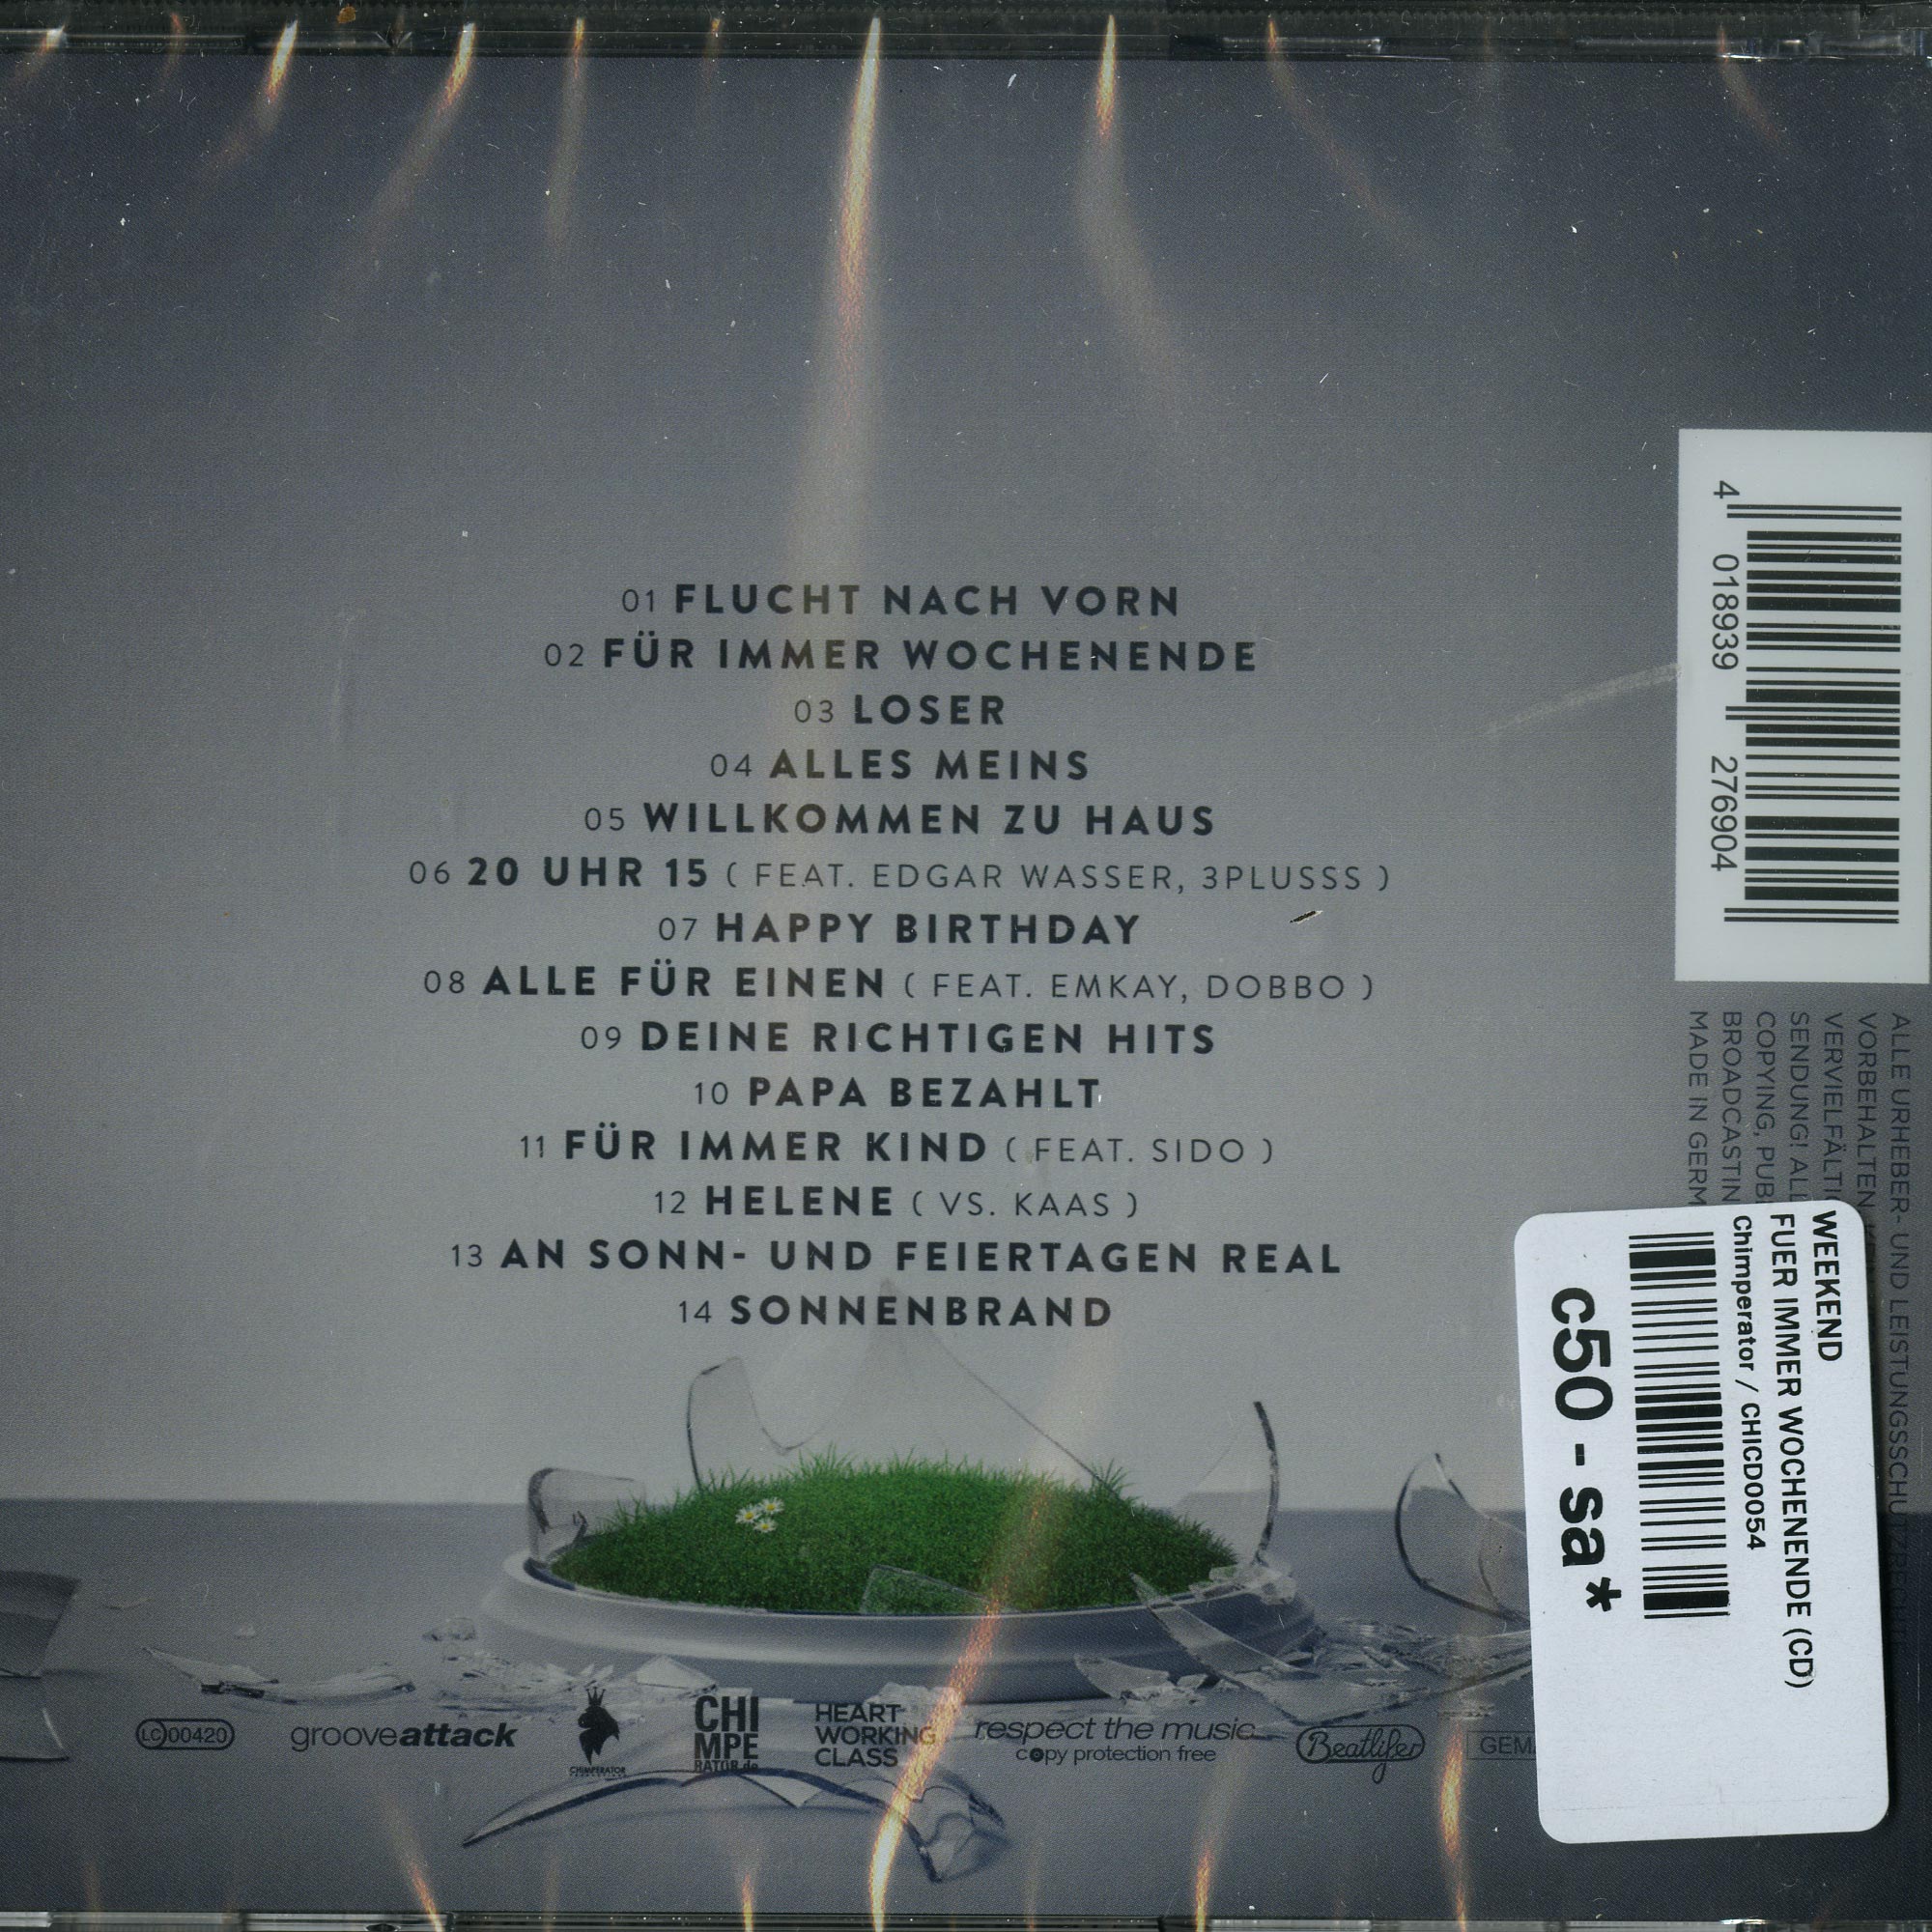 01 FLUCHT NACH VORN
02 FÜR IMMER WOCHENENDE
03 LOSER
04 ALLES MEINS
05 WILLKOMMEN ZU HAUS
06 20 UHR 15 ( FEAT. EDGAR WASSER, 3PLUSSS )
07 HAPPY BIRTHDAY
08 ALLE FÜR EINEN ( FEAT. EMKAY, DOBBO )
09 DEINE RICHTIGEN HITS
10 PAPA BEZAHLT
11 FÜR IMMER KIND ( FEAT. SIDO )
12 HELENE ( VS. KAAS )
13 AN SONN- UND FEIERTAGEN REAL
14 SONNENBRAND
4 018939 276904
ALLE URHEBER- UND LEISTUNGSSCHUTZRECHTE
VORBEHALTEN
VERVIELFÄLTI
SENDUNG! ALL
COPYING, PUB
BROADCASTIN
MADE IN GERM
WEEKEND
FUER IMMER WOCHENENDE (CD)
Chimperator / CHICD0054
c50 - sa*
LC 00420
grooveattack
CHIMPERATOR
CHI
MPE
RATOR.de
HEART
WORKING
CLASS
respect the music
copy protection free
Beatlifer
GEM